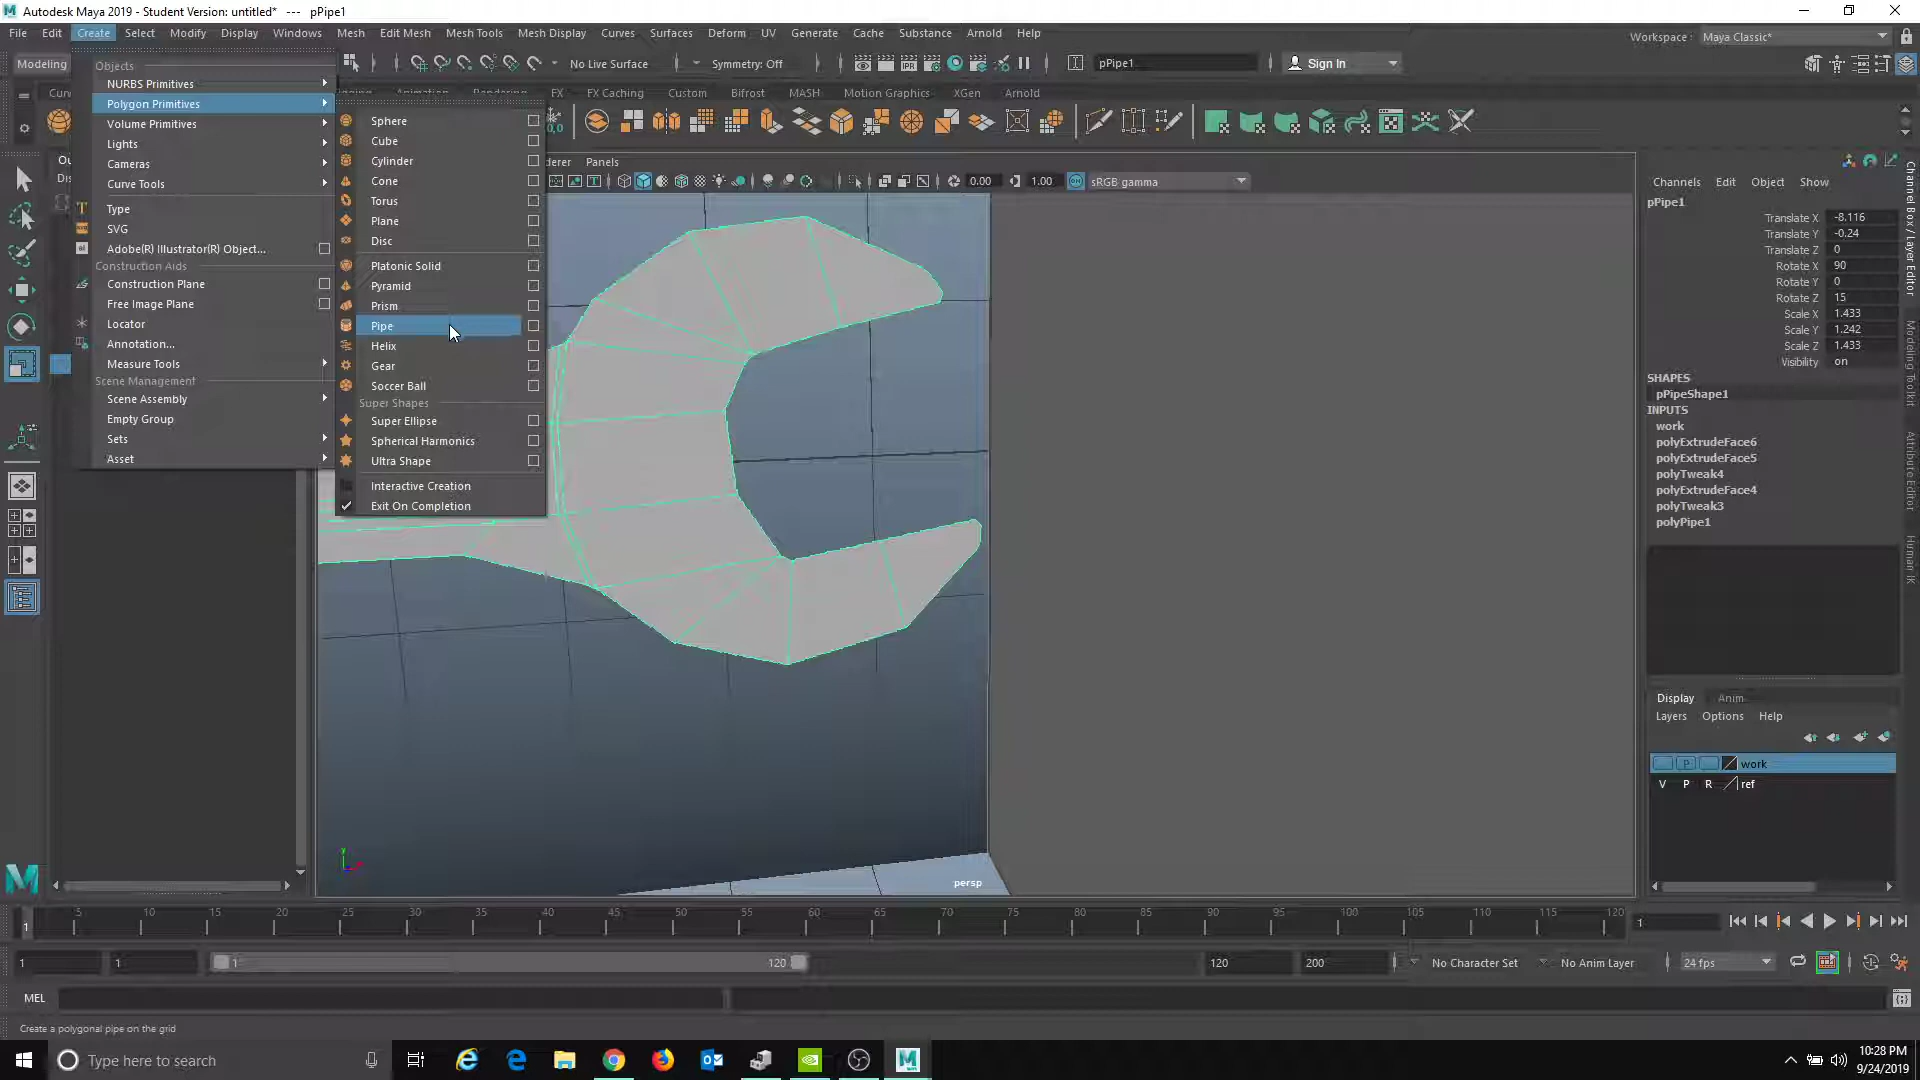 Autodesk Maya 2019 - Student Version: untitled*   ---   pPipe1
File Edit Create Select Modify Display Windows Mesh Edit Mesh Mesh Tools Mesh Display Curves Surfaces Deform UV Generate Cache Substance Arnold Help
Workspace : Maya Classic*
Modeling
No Live Surface
Symmetry: Off
pPipe1
Sign In
FX FX Caching Custom Bifrost MASH Motion Graphics XGen Arnold
Objects
NURBS Primitives
Polygon Primitives
Volume Primitives
Lights
Cameras
Curve Tools
Type
SVG
Adobe(R) Illustrator(R) Object...
Construction Aids
Construction Plane
Free Image Plane
Locator
Annotation...
Measure Tools
Scene Management
Scene Assembly
Empty Group
Sets
Asset
Sphere
Cube
Cylinder
Cone
Torus
Plane
Disc
Platonic Solid
Pyramid
Prism
Pipe
Helix
Gear
Soccer Ball
Super Shapes
Super Ellipse
Spherical Harmonics
Ultra Shape
Interactive Creation
Exit On Completion
Panels
0.00 1.00 sRGB gamma
persp
Channels Edit Object Show
pPipe1
Translate X -8.116
Translate Y -0.24
Translate Z 0
Rotate X 90
Rotate Y 0
Rotate Z 15
Scale X 1.433
Scale Y 1.242
Scale Z 1.433
Visibility on
SHAPES
pPipeShape1
INPUTS
work
polyExtrudeFace6
polyExtrudeFace5
polyTweak4
polyExtrudeFace4
polyTweak3
polyPipe1
Channel Box / Layer Editor
Modeling Toolkit
Attribute Editor
Human IK
Display Anim
Layers Options Help
P work
V P R ref
5 10 15 20 25 30 35 40 45 50 55 60 65 70 75 80 85 90 95 100 105 110 115 120
1
1
1 1 1 120 120 200 No Character Set No Anim Layer 24 fps
MEL
Create a polygonal pipe on the grid
Type here to search
10:28 PM
9/24/2019